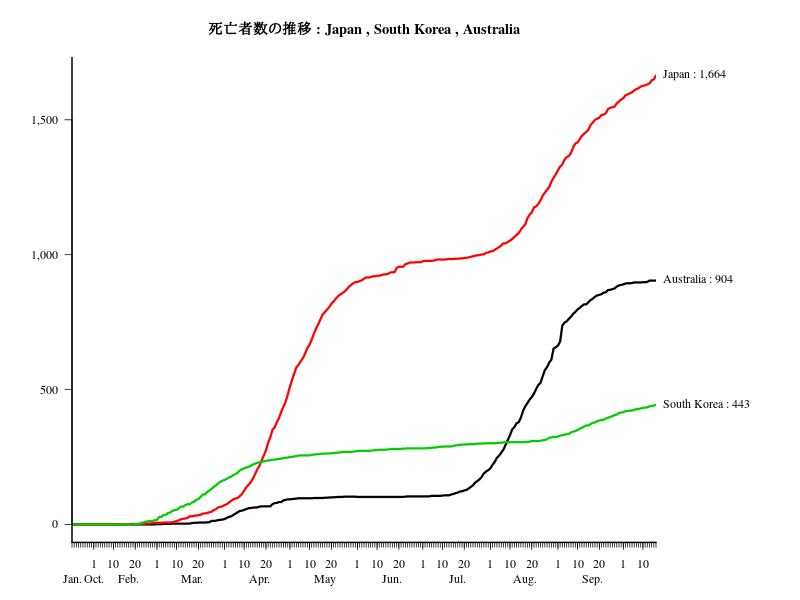 死亡者数の推移 : Japan , South Korea , Australia
Japan : 1,664
1,500
1,000
Australia : 904
500
South Korea : 443
0
1 10 20 1 10 20 1 10 20 1 10 20 1 10 20 1 10 20 1 10 20 1 10 20 1 10
Jan. Oct. Feb. Mar. Apr. May Jun. Jul. Aug. Sep.